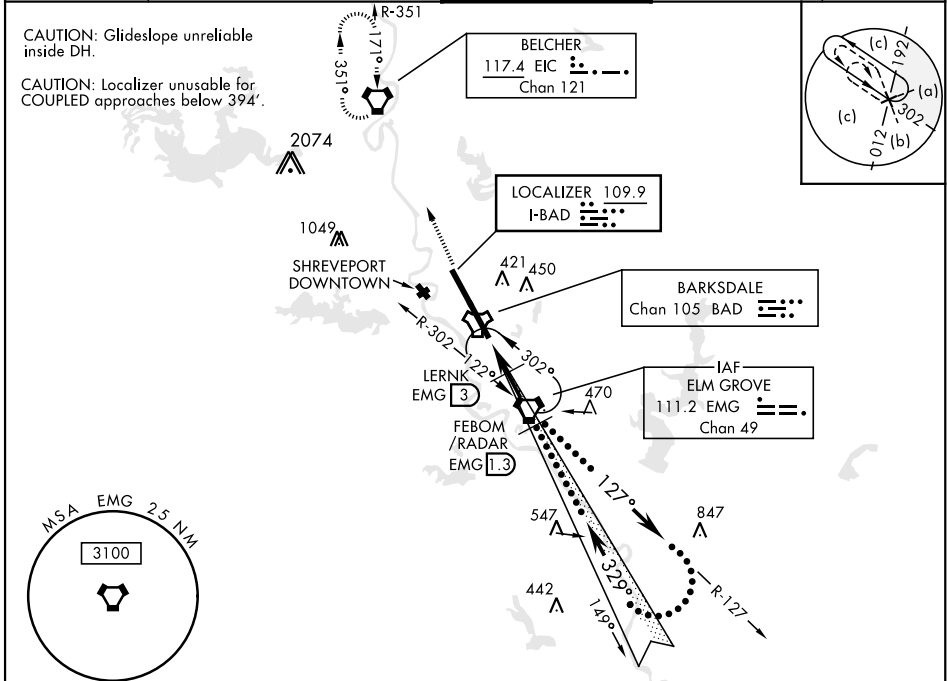 CAUTION: Glideslope unreliable
inside DH.
CAUTION: Localizer unusable for
COUPLED approaches below 394'.
R-351
351°
171°
BELCHER
117.4 EIC
Chan 121
(c)
192
(a)
302
(c)
(b)
012
2074
1049
LOCALIZER 109.9
I-BAD
SHREVEPORT
DOWNTOWN
421
450
BARKSDALE
Chan 105 BAD
R-302
122°
302°
LERNK
EMG 3
470
IAF
ELM GROVE
111.2 EMG
Chan 49
FEBOM
/RADAR
EMG 1.3
127°
MSA EMG 25 NM
3100
547
847
329°
442
149°
R-127